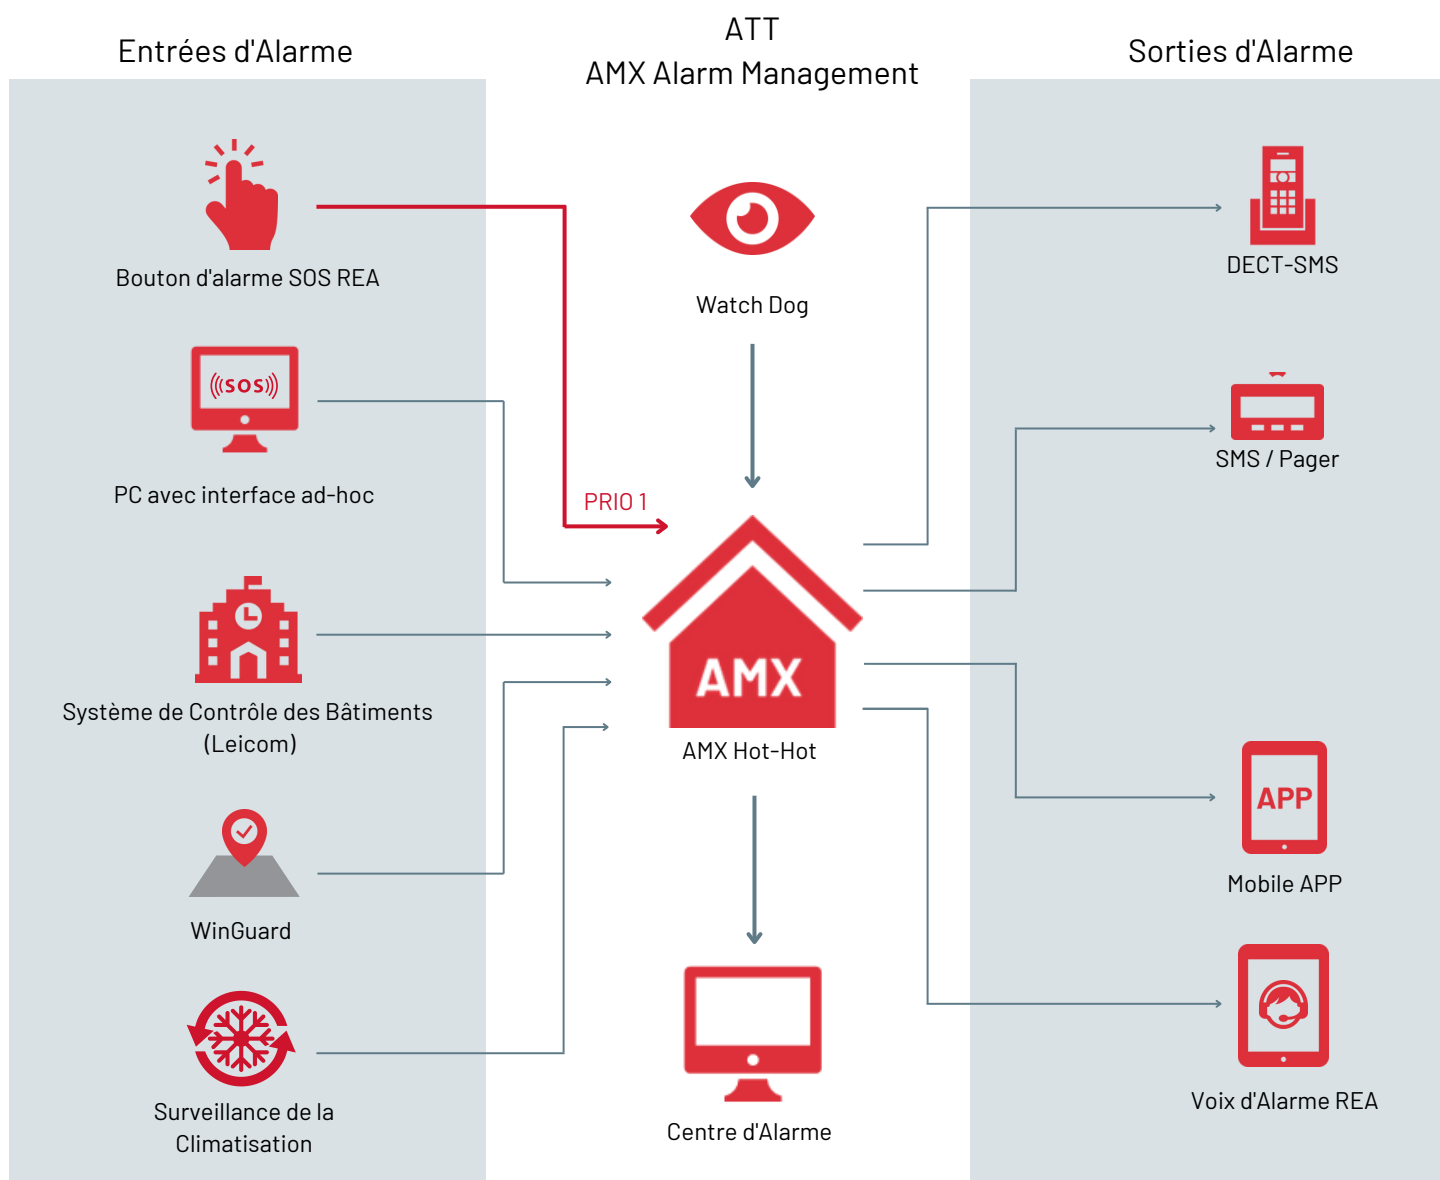 Entrées d'Alarme
ATT
AMX Alarm Management
Sorties d'Alarme
Bouton d'alarme SOS REA
((SOS))
PC avec interface ad-hoc
Système de Contrôle des Bâtiments
(Leicom)
WinGuard
Surveillance de la
Climatisation
Watch Dog
PRIO 1
AMX
AMX Hot-Hot
Centre d'Alarme
DECT-SMS
SMS / Pager
APP
Mobile APP
Voix d'Alarme REA